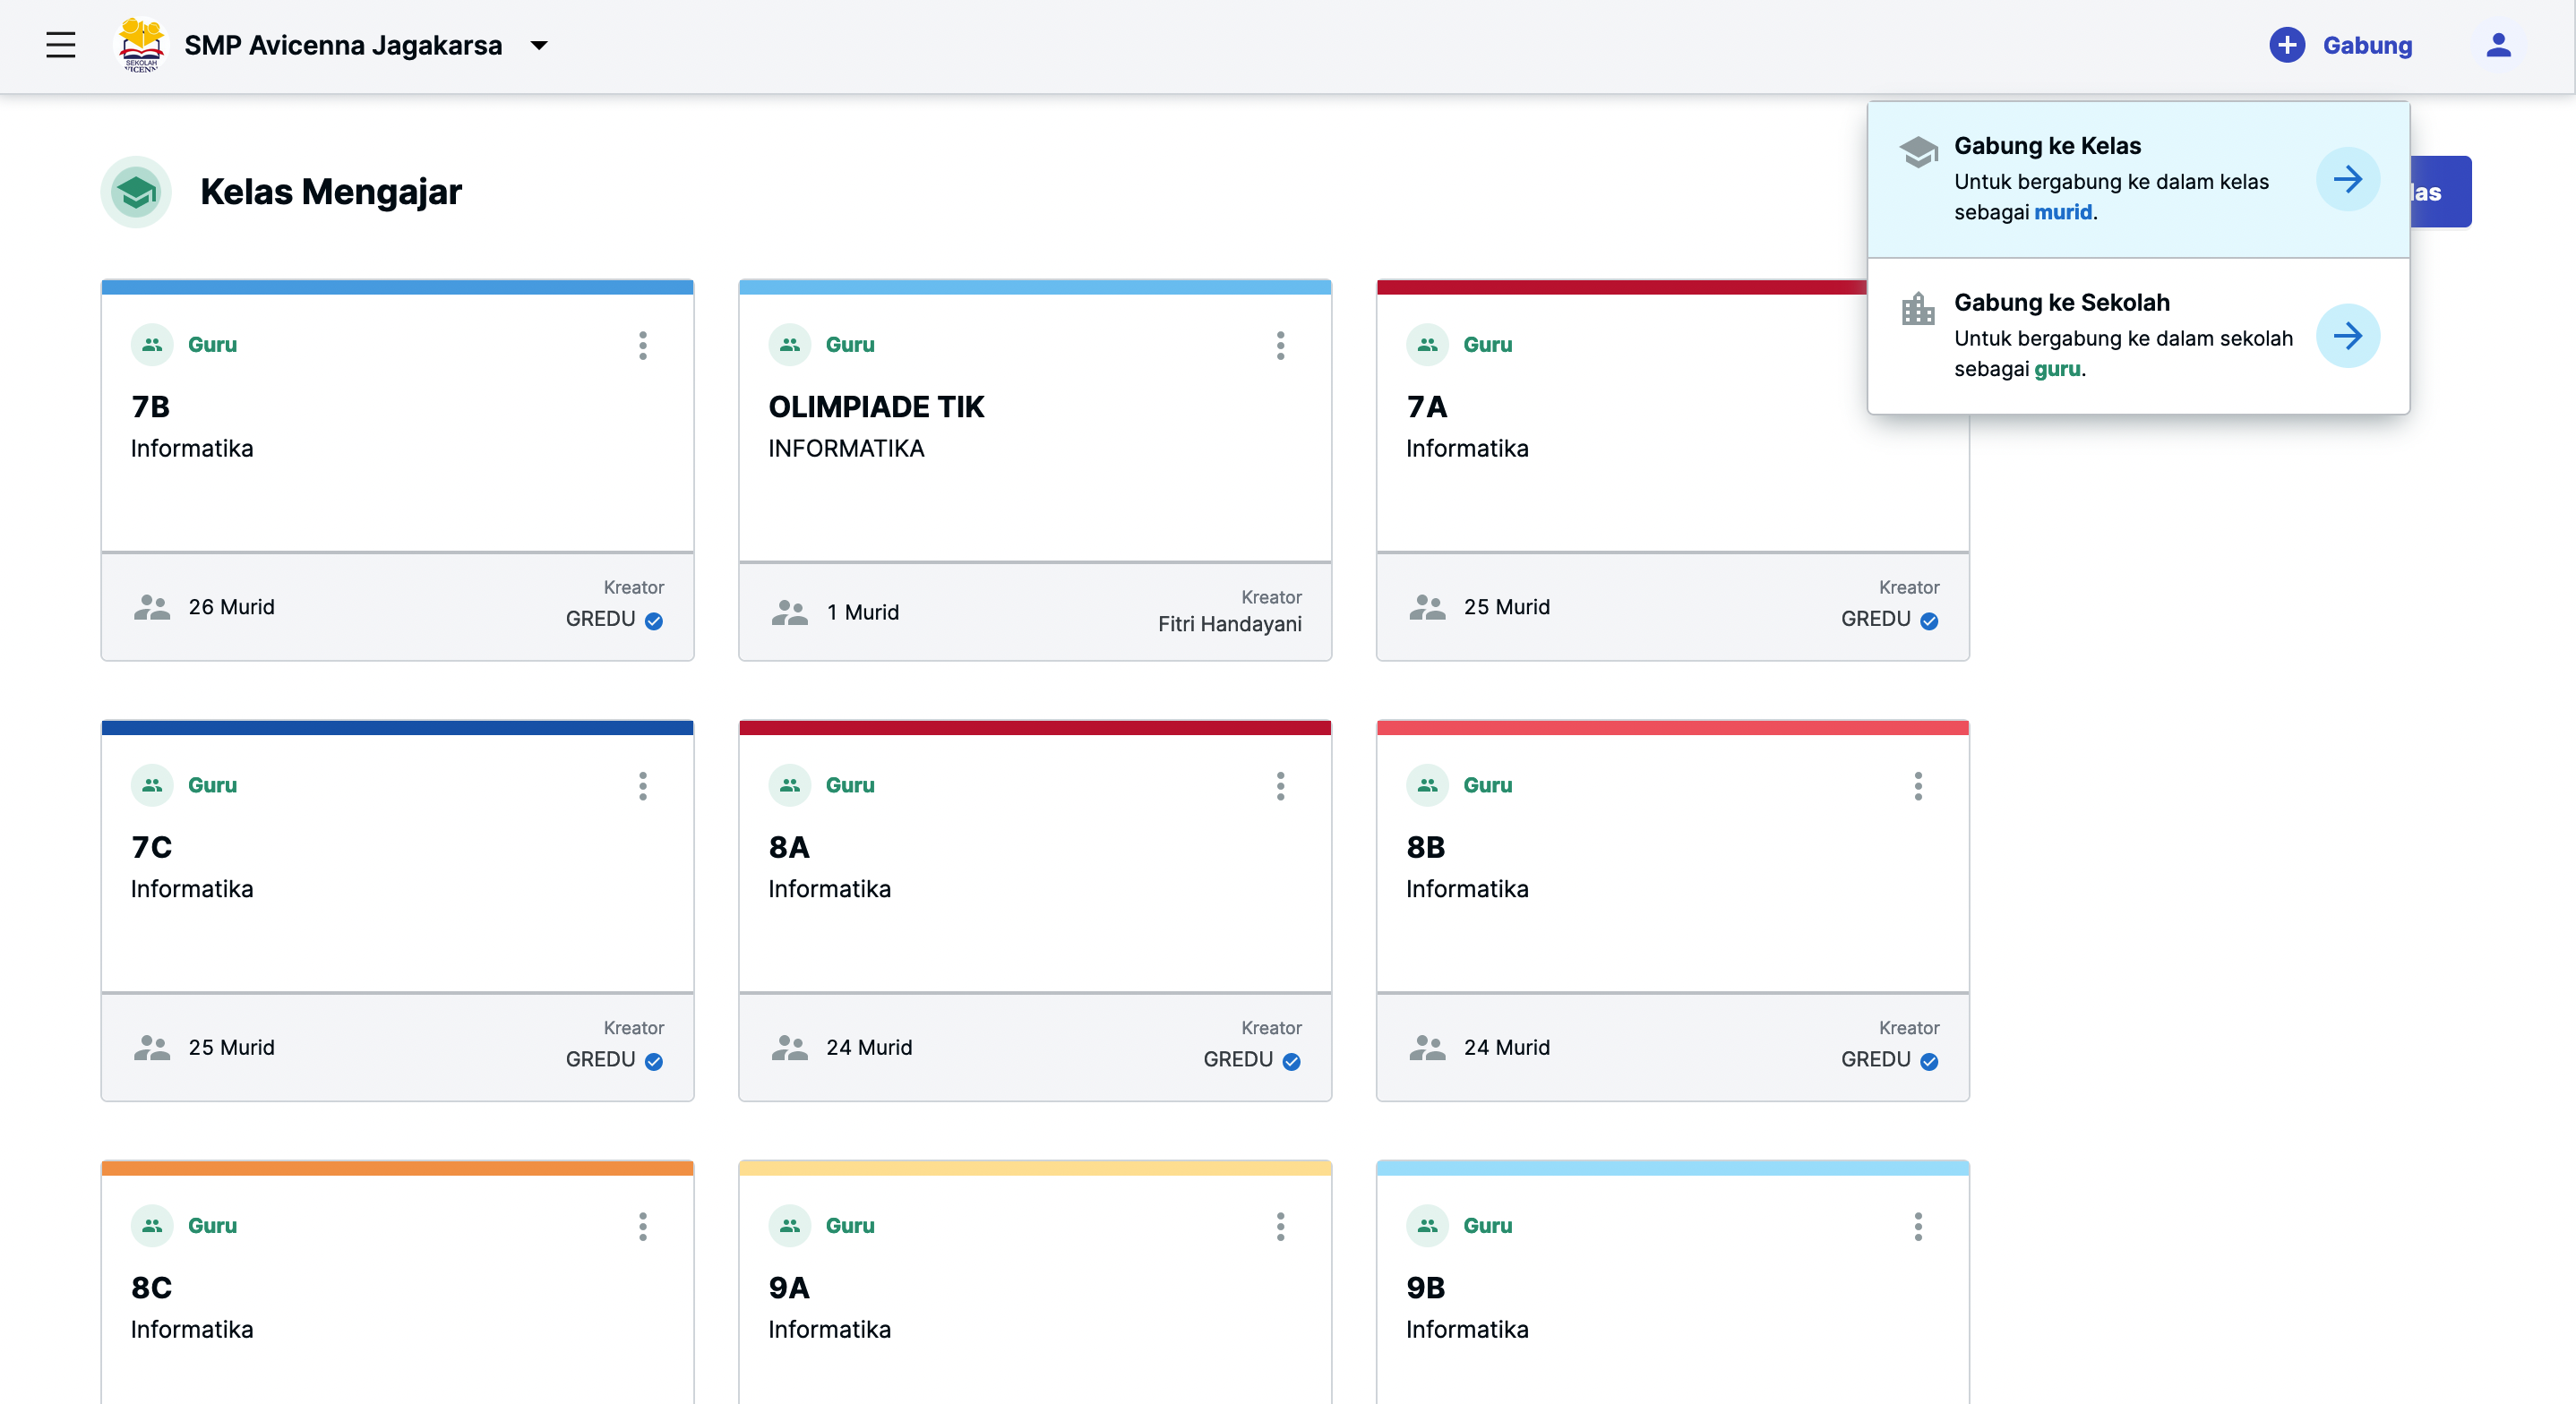 SEKOLAH
SMP Avicenna Jagakarsa
Gabung
Kelas Mengajar
Gabung ke Kelas
Untuk bergabung ke dalam kelas
sebagai murid.
Gabung ke Sekolah
Untuk bergabung ke dalam sekolah
sebagai guru.
Guru
7B
Informatika
26 Murid
Kreator
GREDU
Guru
OLIMPIADE TIK
INFORMATIKA
1 Murid
Kreator
Fitri Handayani
Guru
7A
Informatika
25 Murid
Kreator
GREDU
Guru
7C
Informatika
25 Murid
Kreator
GREDU
Guru
8A
Informatika
24 Murid
Kreator
GREDU
Guru
8B
Informatika
24 Murid
Kreator
GREDU
Guru
8C
Informatika
Guru
9A
Informatika
Guru
9B
Informatika